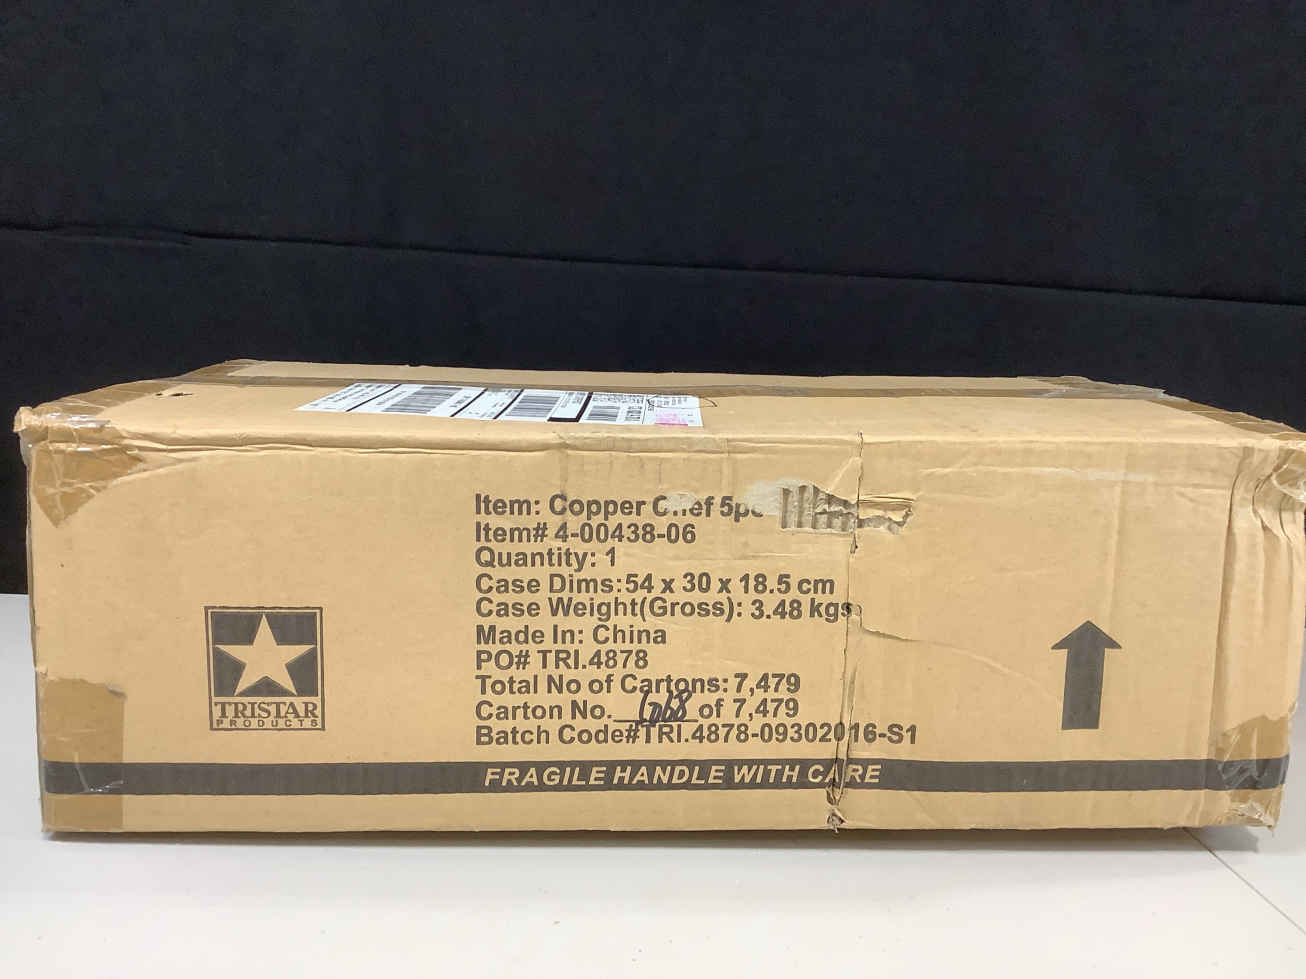 Item: Copper Chef 5pc
Item# 4-00438-06
Quantity: 1
Case Dims:54 x 30 x 18.5 cm
Case Weight(Gross): 3.48 kgs
Made In: China
PO# TRI.4878
Total No of Cartons: 7,479
Carton No. 6068 of 7,479
Batch Code#TRI.4878-09302016-S1
TRISTAR
PRODUCTS
FRAGILE HANDLE WITH CARE